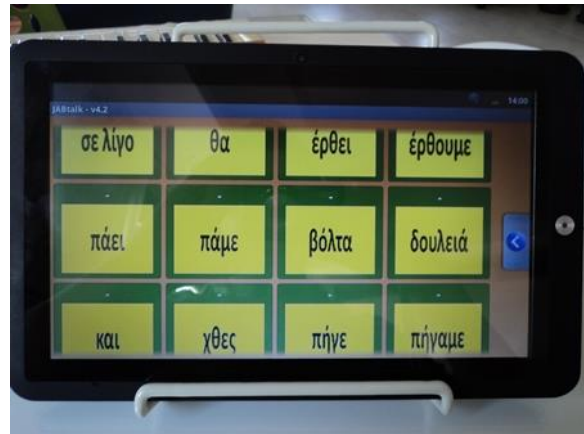 JABtalk - v4.2 14:00
σε λίγο θα έρθει έρθουμε
πάει πάμε βόλτα δουλειά
και χθες πήγε πήγαμε